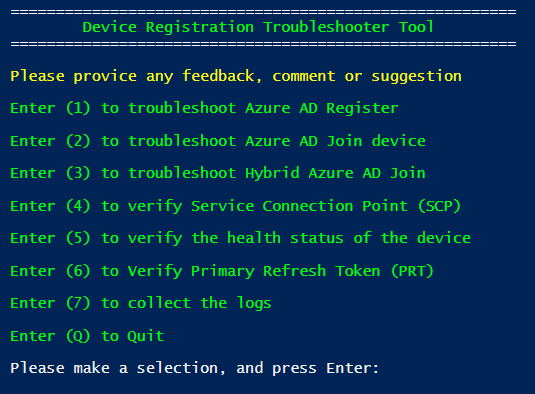 ========================================================
Device Registration Troubleshooter Tool
========================================================
Please provice any feedback, comment or suggestion
Enter (1) to troubleshoot Azure AD Register
Enter (2) to troubleshoot Azure AD Join device
Enter (3) to troubleshoot Hybrid Azure AD Join
Enter (4) to verify Service Connection Point (SCP)
Enter (5) to verify the health status of the device
Enter (6) to Verify Primary Refresh Token (PRT)
Enter (7) to collect the logs
Enter (Q) to Quit
Please make a selection, and press Enter: